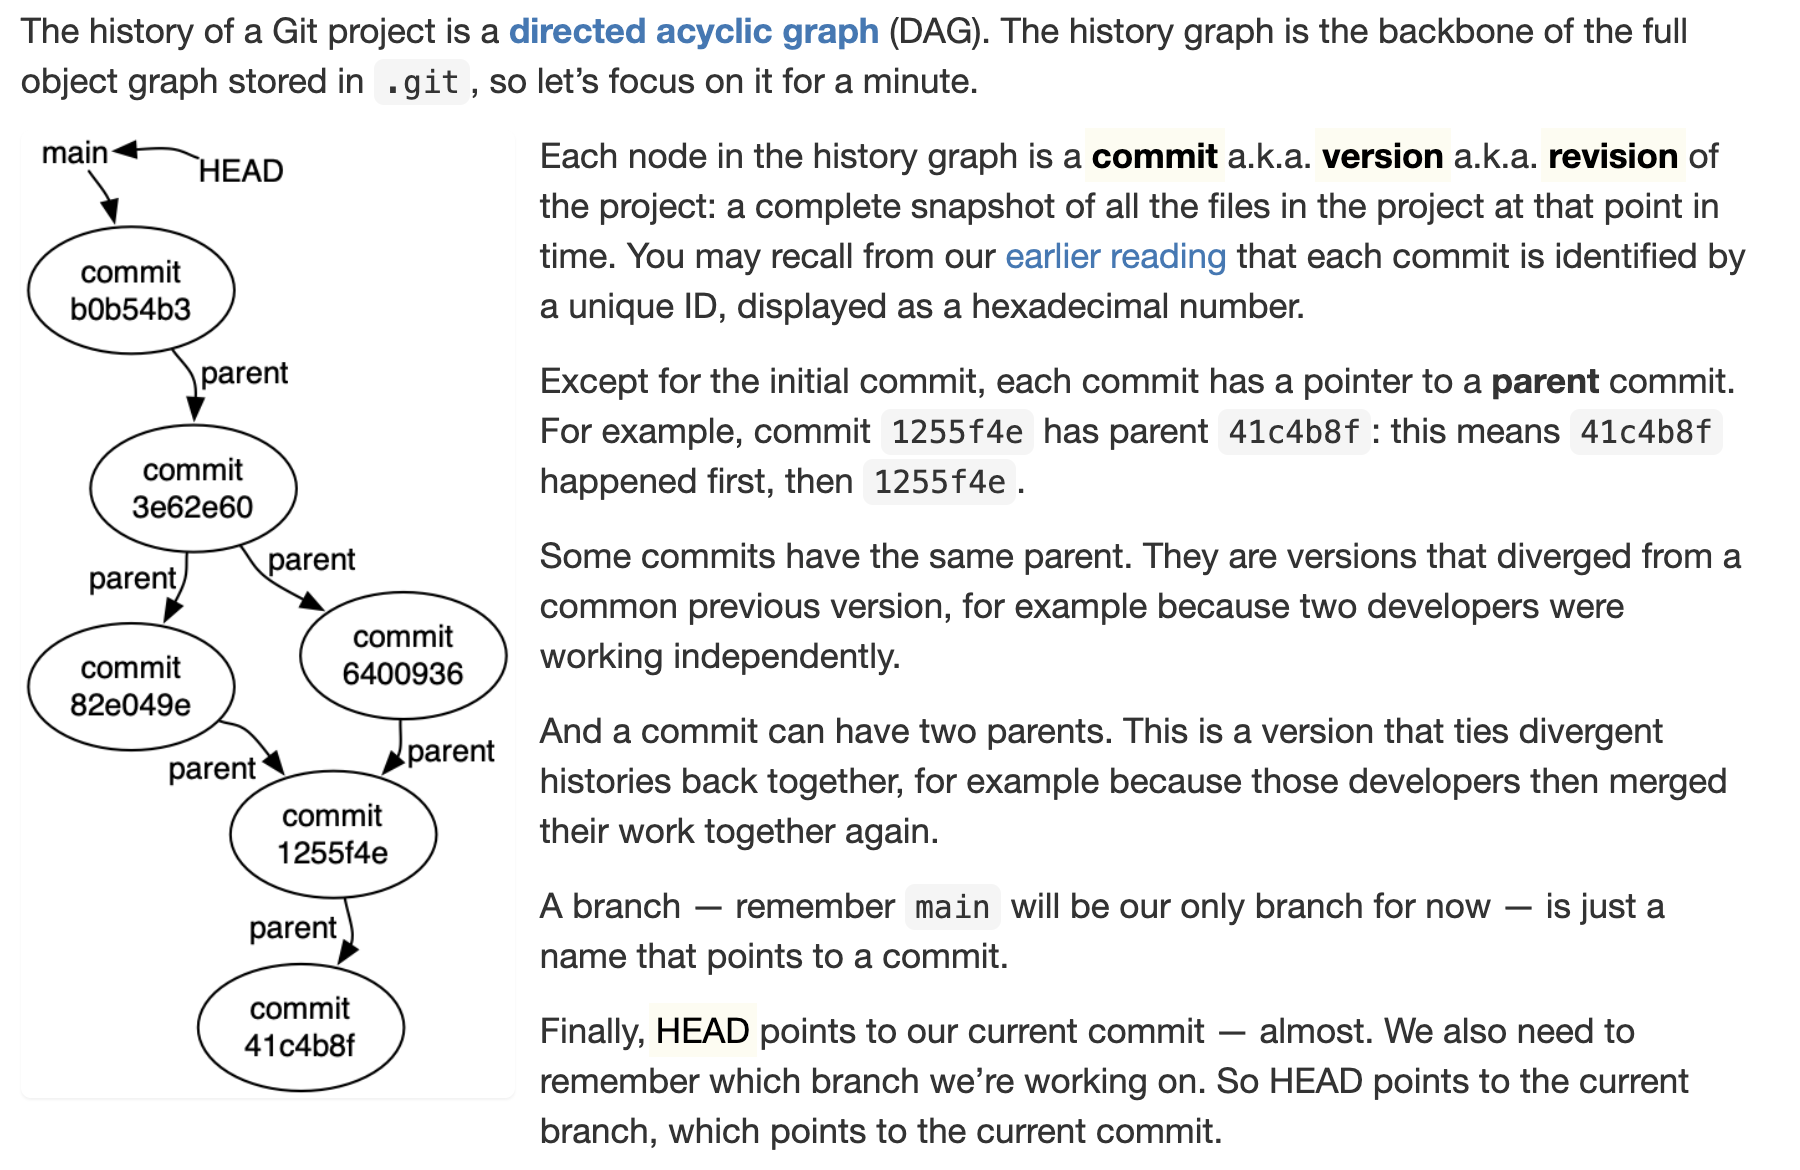 The history of a Git project is a directed acyclic graph (DAG). The history graph is the backbone of the full
object graph stored in .git, so let’s focus on it for a minute.
main
HEAD
commit
b0b54b3
parent
commit
3e62e60
parent
parent
commit
6400936
commit
82e049e
parent
parent
commit
1255f4e
parent
commit
41c4b8f
Each node in the history graph is a commit a.k.a. version a.k.a. revision of
the project: a complete snapshot of all the files in the project at that point in
time. You may recall from our earlier reading that each commit is identified by
a unique ID, displayed as a hexadecimal number.
Except for the initial commit, each commit has a pointer to a parent commit.
For example, commit 1255f4e has parent 41c4b8f: this means 41c4b8f
happened first, then 1255f4e.
Some commits have the same parent. They are versions that diverged from a
common previous version, for example because two developers were
working independently.
And a commit can have two parents. This is a version that ties divergent
histories back together, for example because those developers then merged
their work together again.
A branch — remember main will be our only branch for now — is just a
name that points to a commit.
Finally, HEAD points to our current commit — almost. We also need to
remember which branch we’re working on. So HEAD points to the current
branch, which points to the current commit.